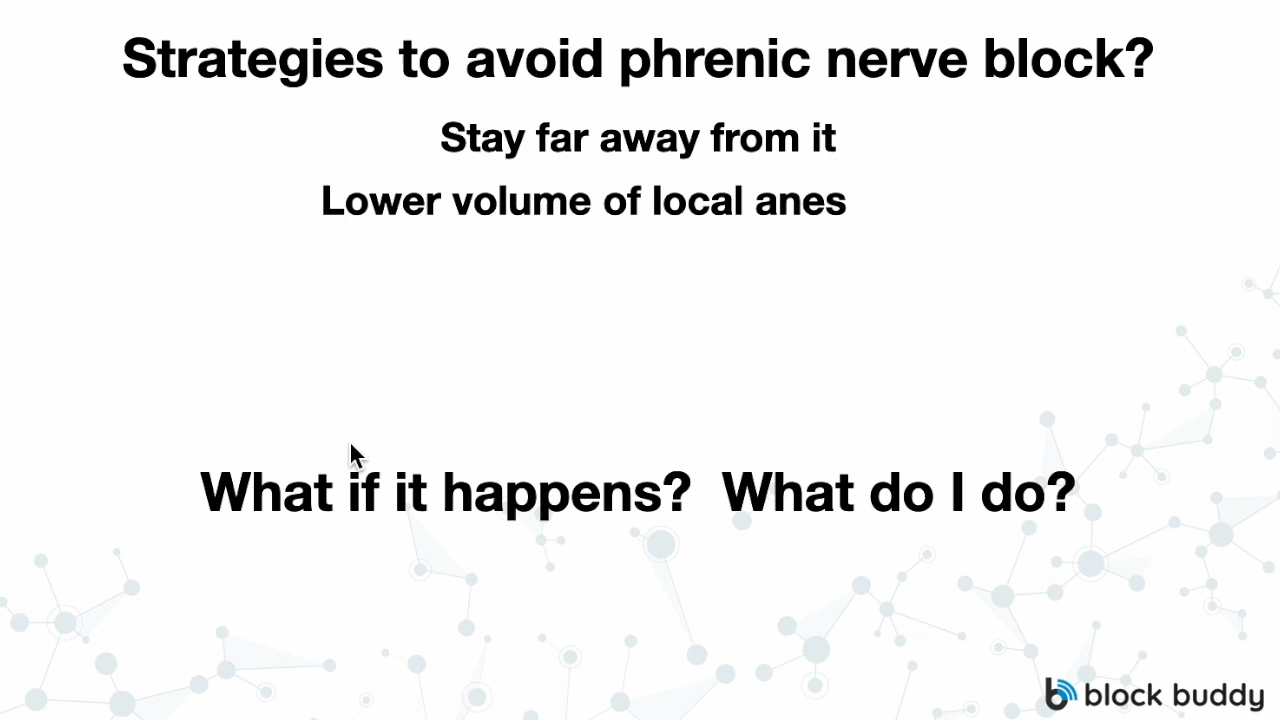 Strategies to avoid phrenic nerve block?
Stay far away from it
Lower volume of local anes
What if it happens?  What do I do?
block buddy